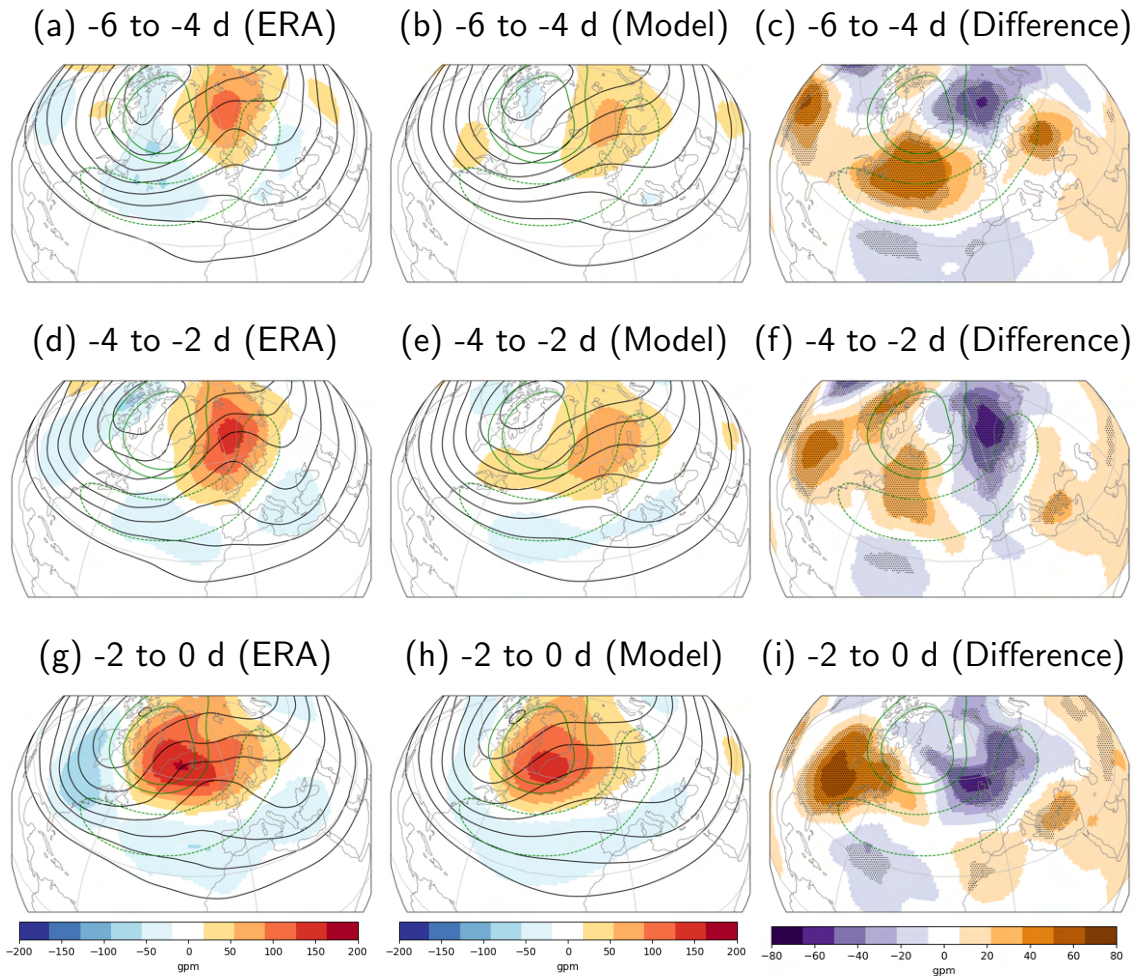 (a) -6 to -4 d (ERA)
(b) -6 to -4 d (Model)
(c) -6 to -4 d (Difference)
(d) -4 to -2 d (ERA)
(e) -4 to -2 d (Model)
(f) -4 to -2 d (Difference)
(g) -2 to 0 d (ERA)
(h) -2 to 0 d (Model)
(i) -2 to 0 d (Difference)
−200 −150 −100 −50 0 50 100 150 200
gpm
−200 −150 −100 −50 0 50 100 150 200
gpm
−80 −60 −40 −20 0 20 40 60 80
gpm